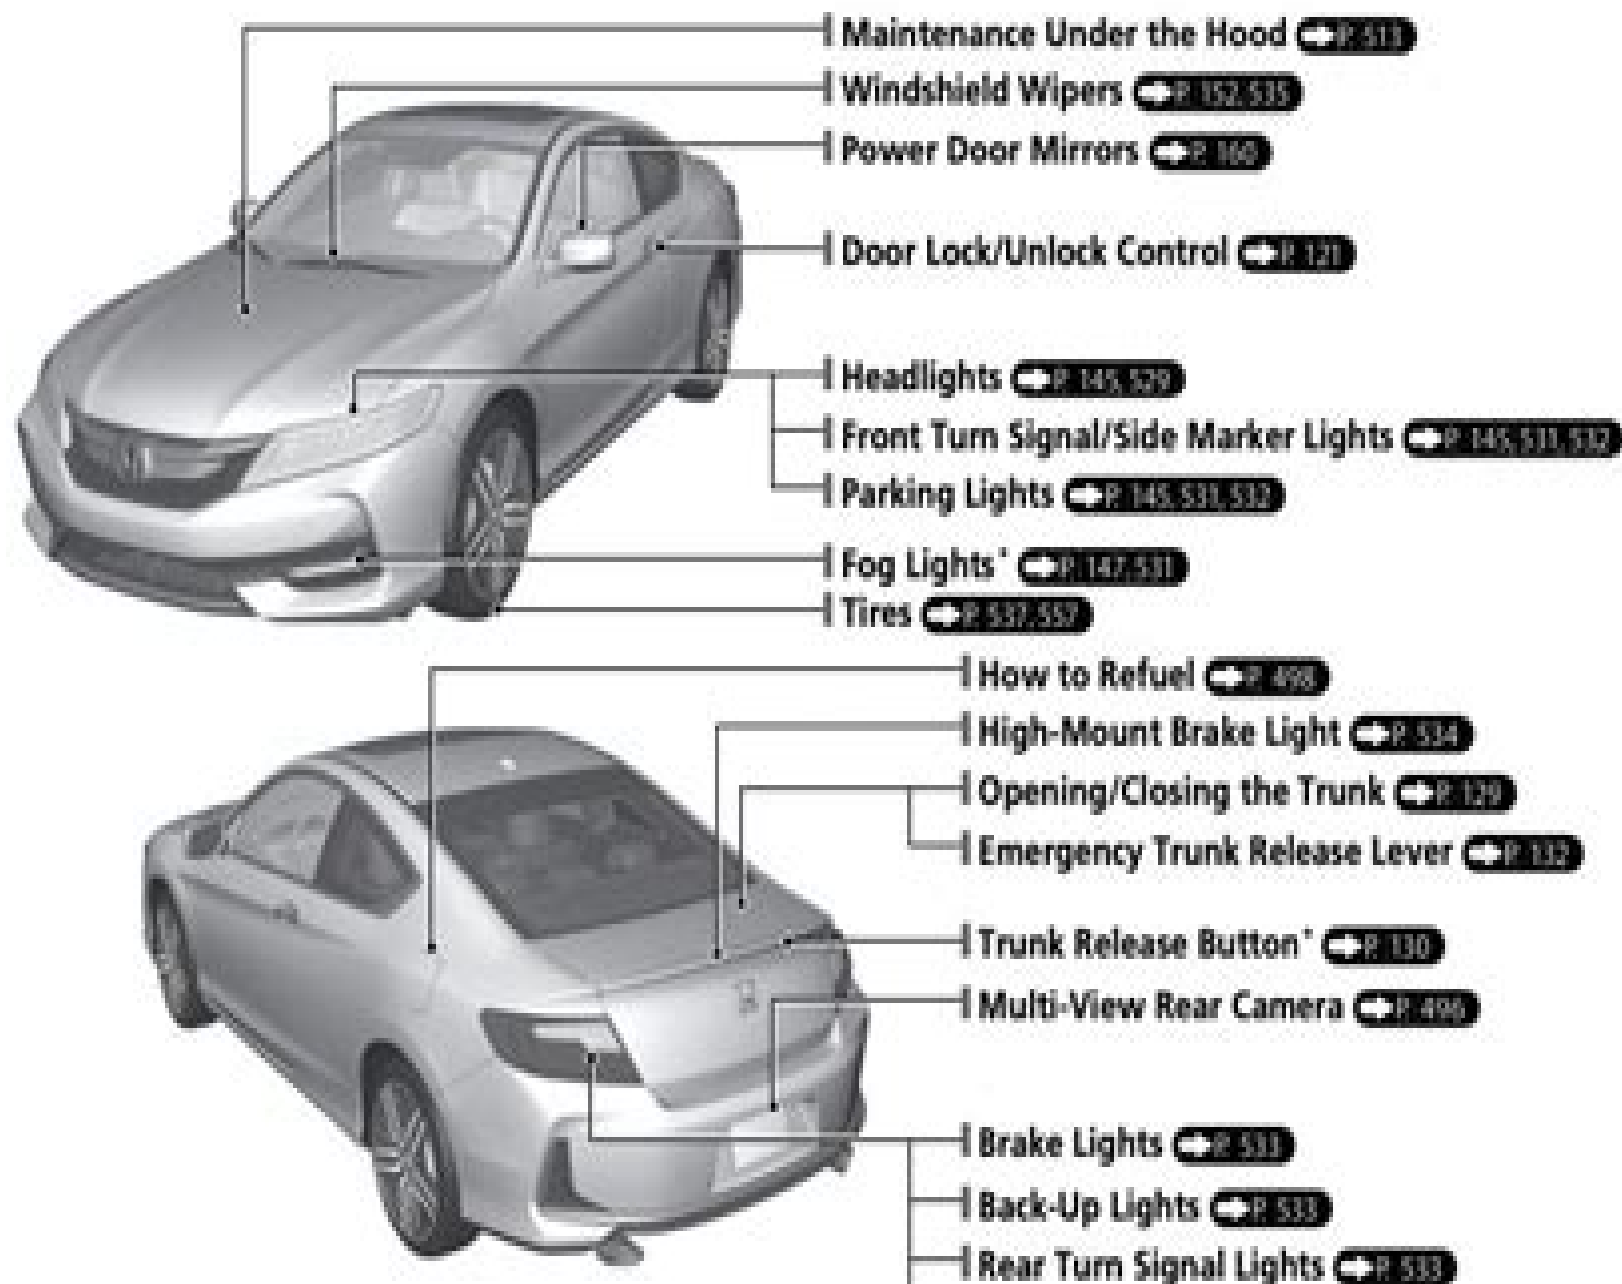 Maintenance Under the Hood P. 513
Windshield Wipers P. 152, 535
Power Door Mirrors P. 160
Door Lock/Unlock Control P. 121
Headlights P. 145, 529
Front Turn Signal/Side Marker Lights P. 145, 531, 532
Parking Lights P. 145, 531, 532
Fog Lights* P. 147, 531
Tires P. 537, 557
How to Refuel P. 498
High-Mount Brake Light P. 534
Opening/Closing the Trunk P. 129
Emergency Trunk Release Lever P. 132
Trunk Release Button* P. 130
Multi-View Rear Camera P. 496
Brake Lights P. 533
Back-Up Lights P. 533
Rear Turn Signal Lights P. 533